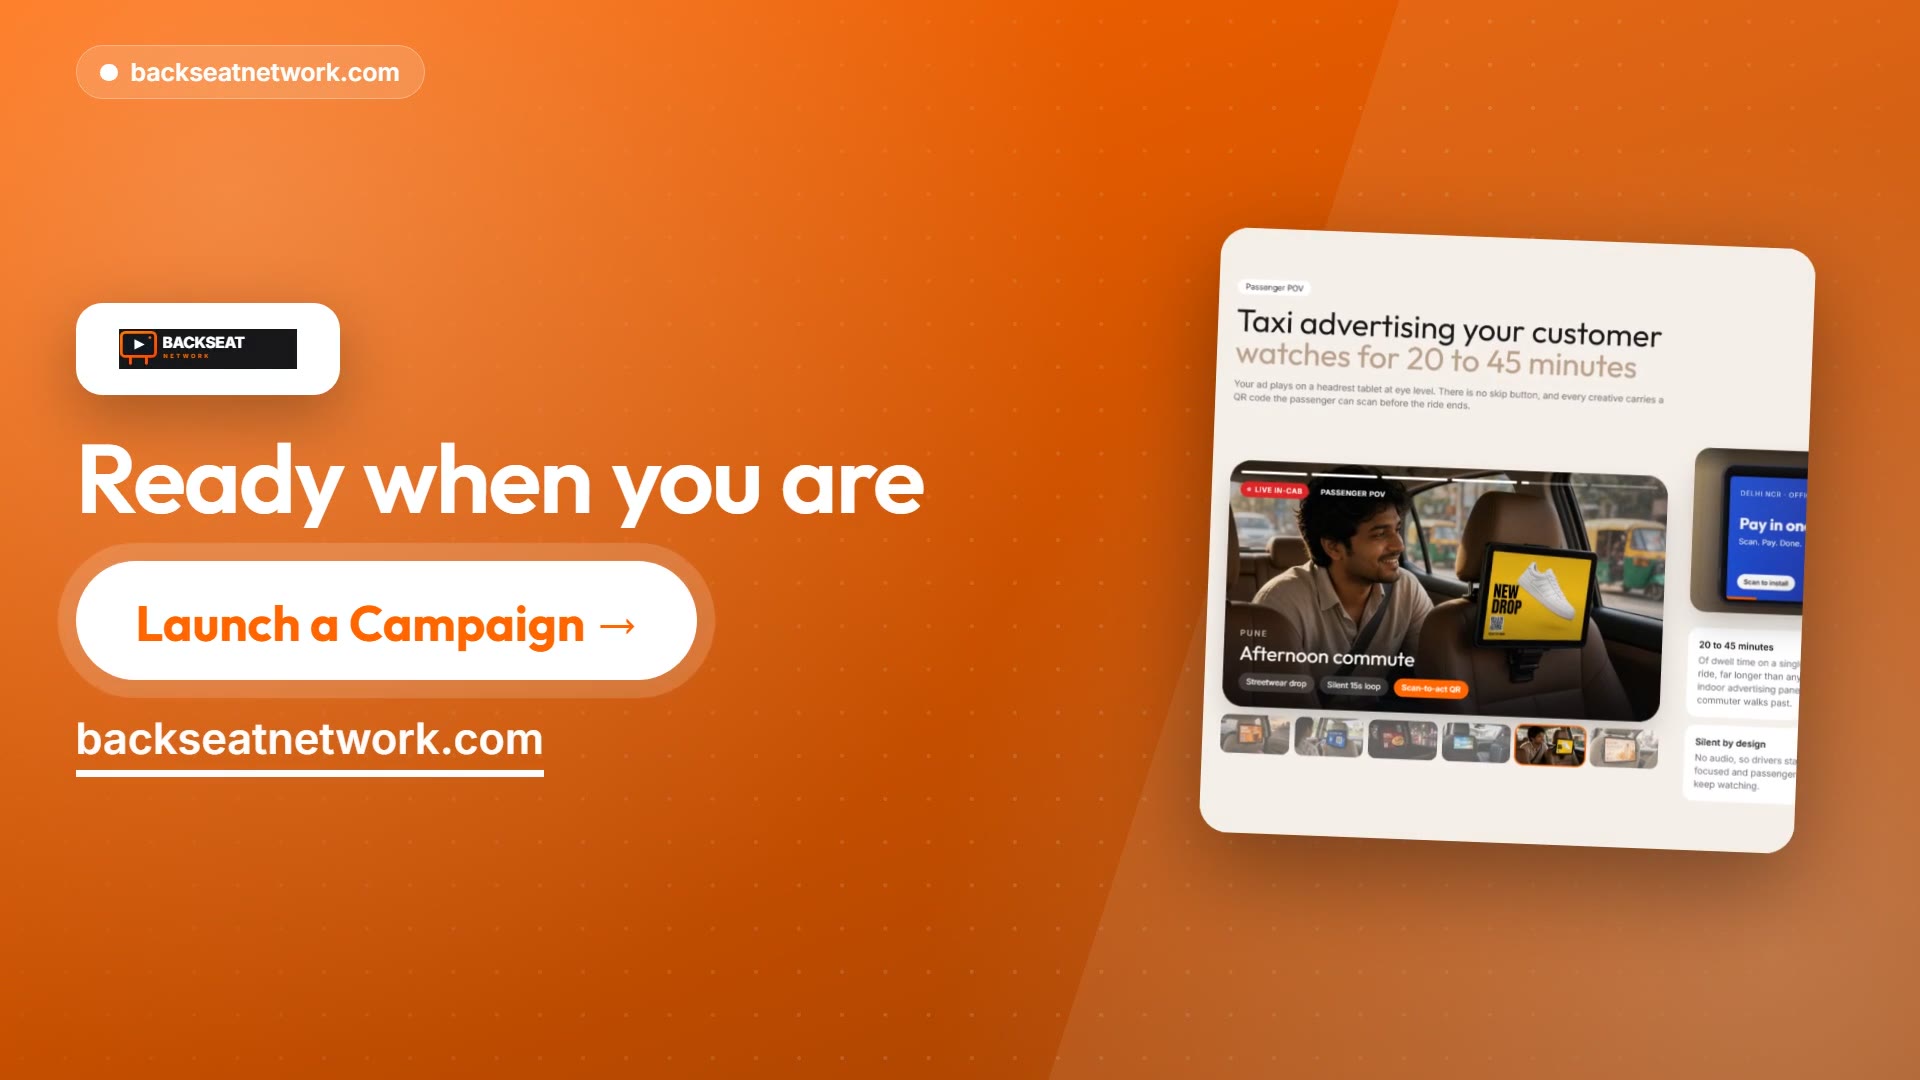 backseatnetwork.com
BACKSEAT
NETWORK
Ready when you are
Launch a Campaign →
backseatnetwork.com
Passenger POV
Taxi advertising your customer
watches for 20 to 45 minutes
Your ad plays on a headrest tablet at eye level. There is no skip button, and every creative carries a
QR code the passenger can scan before the ride ends.
LIVE IN-CAB
PASSENGER POV
NEW
DROP
PUNE
Afternoon commute
Streetwear drop
Silent 15s loop
Scan-to-act QR
DELHI NCR · OFFI
Pay in one
Scan. Pay. Done.
Scan to install
20 to 45 minutes
Of dwell time on a singl
ride, far longer than any
indoor advertising pane
commuter walks past.
Silent by design
No audio, so drivers sta
focused and passenger
keep watching.